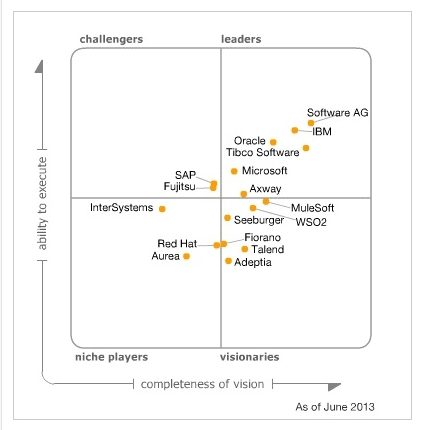 challengers
leaders
Software AG
IBM
Oracle
Tibco Software
Microsoft
SAP
Fujitsu
Axway
InterSystems
MuleSoft
WSO2
Seeburger
Fiorano
Red Hat
Talend
Aurea
Adeptia
niche players
visionaries
ability to execute
completeness of vision
As of June 2013